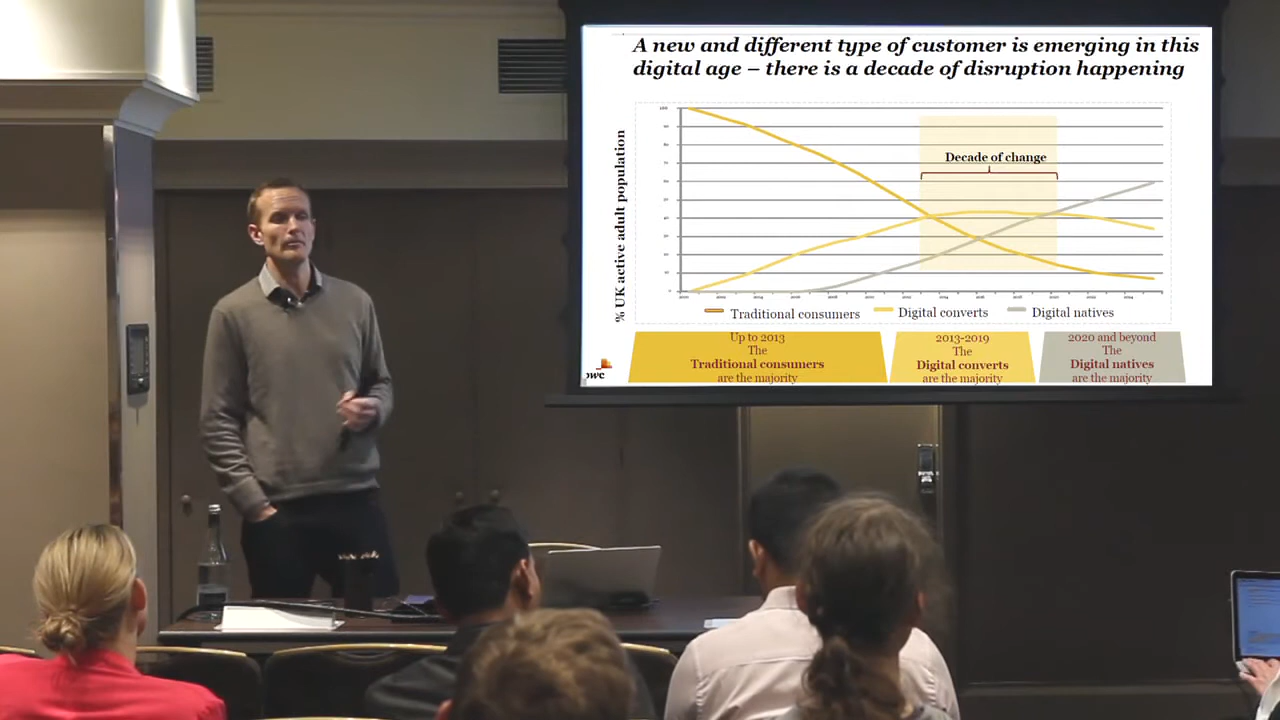 A new and different type of customer is emerging in this
digital age – there is a decade of disruption happening
% UK active adult population
Decade of change
Traditional consumers
Digital converts
Digital natives
Up to 2013
The
Traditional consumers
are the majority
2013-2019
The
Digital converts
are the majority
2020 and beyond
The
Digital natives
are the majority
pwc